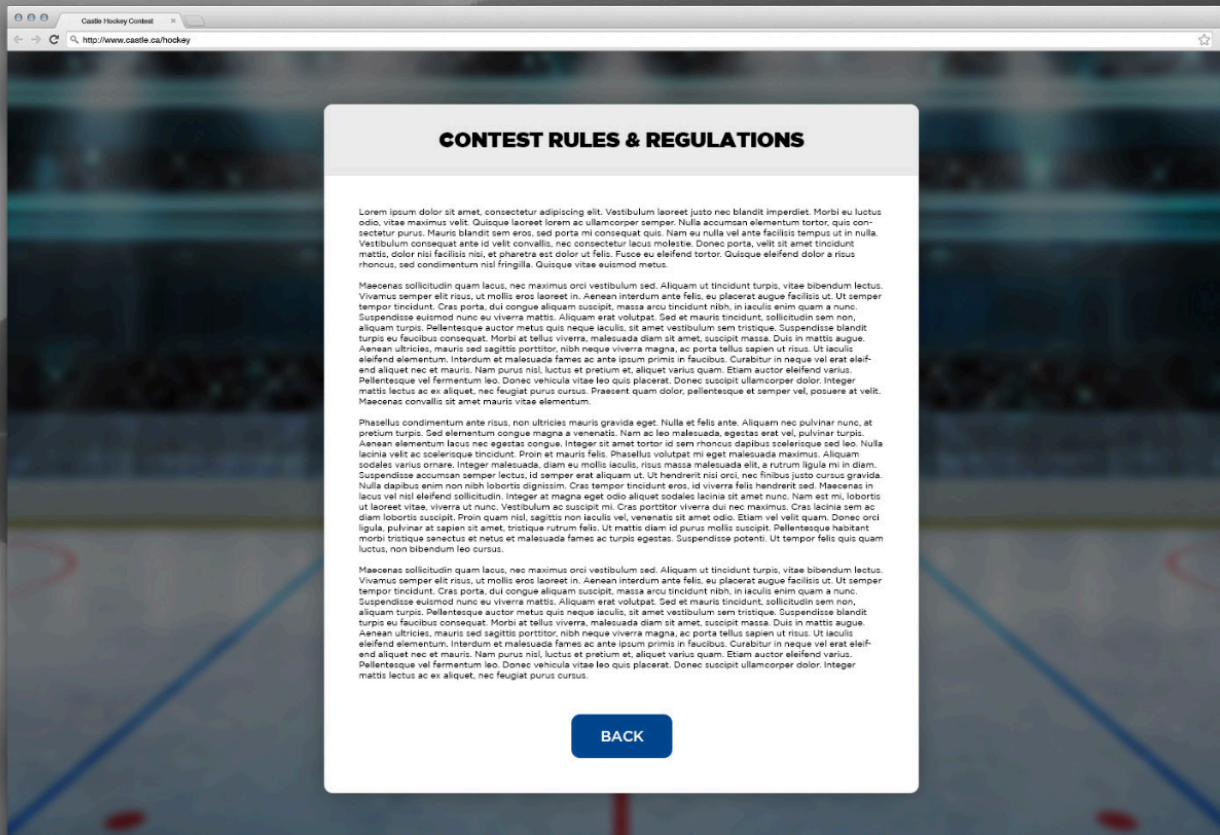 Castle Hockey Contest
http://www.castle.ca/hockey
CONTEST RULES & REGULATIONS
Lorem ipsum dolor sit amet, consectetur adipiscing elit. Vestibulum laoreet justo nec blandit imperdiet. Morbi eu luctus
odio, vitae maximus velit. Quisque laoreet lorem ac ullamcorper semper. Nulla accumsan elementum tortor, quis con-
sectetur purus. Mauris blandit sem eros, sed porta mi consequat quis. Nam eu nulla vel ante facilisis tempus ut in nulla.
Vestibulum consequat ante id velit convallis, nec consectetur lacus molestie. Donec porta, velit sit amet tincidunt
mattis, dolor nisi facilisis nisi, et pharetra est dolor ut felis. Fusce eu eleifend tortor. Quisque eleifend dolor a risus
rhoncus, sed condimentum nisl fringilla. Quisque vitae euismod metus.
Maecenas sollicitudin quam lacus, nec maximus orci vestibulum sed. Aliquam ut tincidunt turpis, vitae bibendum lectus.
Vivamus semper elit risus, ut mollis eros laoreet in. Aenean interdum ante felis, eu placerat augue facilisis ut. Ut semper
tempor tincidunt. Cras porta, dui congue aliquam suscipit, massa arcu tincidunt nibh, in iaculis enim quam a nunc.
Suspendisse euismod nunc eu viverra mattis. Aliquam erat volutpat. Sed et mauris tincidunt, sollicitudin sem non,
aliquam turpis. Pellentesque auctor metus quis neque iaculis, sit amet vestibulum sem tristique. Suspendisse blandit
turpis eu faucibus consequat. Morbi at tellus viverra, malesuada diam sit amet, suscipit massa. Duis in mattis augue.
Aenean ultricies, mauris sed sagittis porttitor, nibh neque viverra magna, ac porta tellus sapien ut risus. Ut iaculis
eleifend elementum. Interdum et malesuada fames ac ante ipsum primis in faucibus. Curabitur in neque vel erat eleif-
end aliquet nec et mauris. Nam purus nisl, luctus et pretium et, aliquet varius quam. Etiam auctor eleifend varius.
Pellentesque vel fermentum leo. Donec vehicula vitae leo quis placerat. Donec suscipit ullamcorper dolor. Integer
mattis lectus ac ex aliquet, nec feugiat purus cursus. Praesent quam dolor, pellentesque et semper vel, posuere at velit.
Maecenas convallis sit amet mauris vitae elementum.
Phasellus condimentum ante risus, non ultricies mauris gravida eget. Nulla et felis ante. Aliquam nec pulvinar nunc, at
pretium turpis. Sed elementum congue magna a venenatis. Nam ac leo malesuada, egestas erat vel, pulvinar turpis.
Aenean elementum lacus nec egestas congue. Integer sit amet tortor id sem rhoncus dapibus scelerisque sed leo. Nulla
lacinia velit ac scelerisque tincidunt. Proin et mauris felis. Phasellus volutpat mi eget malesuada maximus. Aliquam
sodales varius ornare. Integer malesuada, diam eu mollis iaculis, risus massa malesuada elit, a rutrum ligula mi in diam.
Suspendisse accumsan semper lectus, id semper erat aliquam ut. Ut hendrerit nisi orci, nec finibus justo cursus gravida.
Nulla dapibus enim non nibh lobortis dignissim. Cras tempor tincidunt eros, id viverra felis hendrerit sed. Maecenas in
lacus vel nisl eleifend sollicitudin. Integer at magna eget odio aliquet sodales lacinia sit amet nunc. Nam est mi, lobortis
ut laoreet vitae, viverra ut nunc. Vestibulum ac suscipit mi. Cras porttitor viverra dui nec maximus. Cras lacinia sem ac
diam lobortis suscipit. Proin quam nisl, sagittis non iaculis vel, venenatis sit amet odio. Etiam vel velit quam. Donec orci
ligula, pulvinar at sapien sit amet, tristique rutrum felis. Ut mattis diam id purus mollis suscipit. Pellentesque habitant
morbi tristique senectus et netus et malesuada fames ac turpis egestas. Suspendisse potenti. Ut tempor felis quis quam
luctus, non bibendum leo cursus.
Maecenas sollicitudin quam lacus, nec maximus orci vestibulum sed. Aliquam ut tincidunt turpis, vitae bibendum lectus.
Vivamus semper elit risus, ut mollis eros laoreet in. Aenean interdum ante felis, eu placerat augue facilisis ut. Ut semper
tempor tincidunt. Cras porta, dui congue aliquam suscipit, massa arcu tincidunt nibh, in iaculis enim quam a nunc.
Suspendisse euismod nunc eu viverra mattis. Aliquam erat volutpat. Sed et mauris tincidunt, sollicitudin sem non,
aliquam turpis. Pellentesque auctor metus quis neque iaculis, sit amet vestibulum sem tristique. Suspendisse blandit
turpis eu faucibus consequat. Morbi at tellus viverra, malesuada diam sit amet, suscipit massa. Duis in mattis augue.
Aenean ultricies, mauris sed sagittis porttitor, nibh neque viverra magna, ac porta tellus sapien ut risus. Ut iaculis
eleifend elementum. Interdum et malesuada fames ac ante ipsum primis in faucibus. Curabitur in neque vel erat eleif-
end aliquet nec et mauris. Nam purus nisl, luctus et pretium et, aliquet varius quam. Etiam auctor eleifend varius.
Pellentesque vel fermentum leo. Donec vehicula vitae leo quis placerat. Donec suscipit ullamcorper dolor. Integer
mattis lectus ac ex aliquet, nec feugiat purus cursus.
BACK